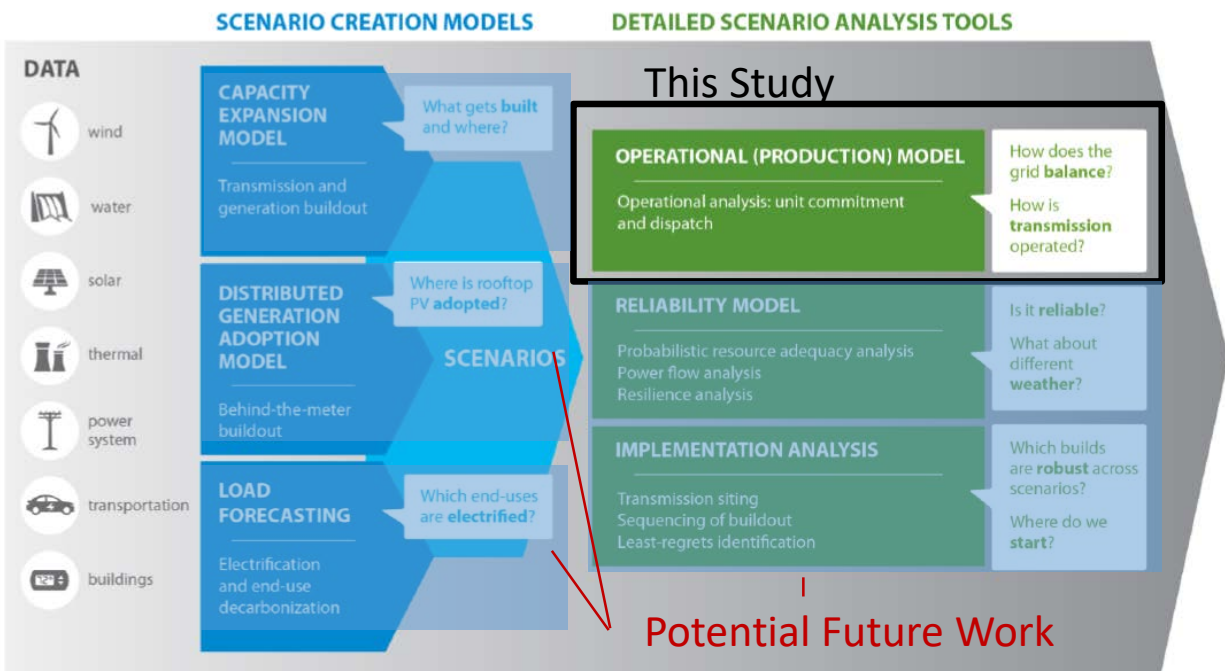 SCENARIO CREATION MODELS
DETAILED SCENARIO ANALYSIS TOOLS
DATA
wind
water
solar
thermal
power
system
transportation
buildings
CAPACITY
EXPANSION
MODEL
Transmission and
generation buildout
What gets built
and where?
DISTRIBUTED
GENERATION
ADOPTION
MODEL
Behind-the-meter
buildout
Where is rooftop
PV adopted?
SCENARIOS
LOAD
FORECASTING
Electrification
and end-use
decarbonization
Which end-uses
are electrified?
This Study
OPERATIONAL (PRODUCTION) MODEL
Operational analysis: unit commitment
and dispatch
How does the
grid balance?
How is
transmission
operated?
RELIABILITY MODEL
Probabilistic resource adequacy analysis
Power flow analysis
Resilience analysis
Is it reliable?
What about
different
weather?
IMPLEMENTATION ANALYSIS
Transmission siting
Sequencing of buildout
Least-regrets identification
Which builds
are robust across
scenarios?
Where do we
start?
Potential Future Work